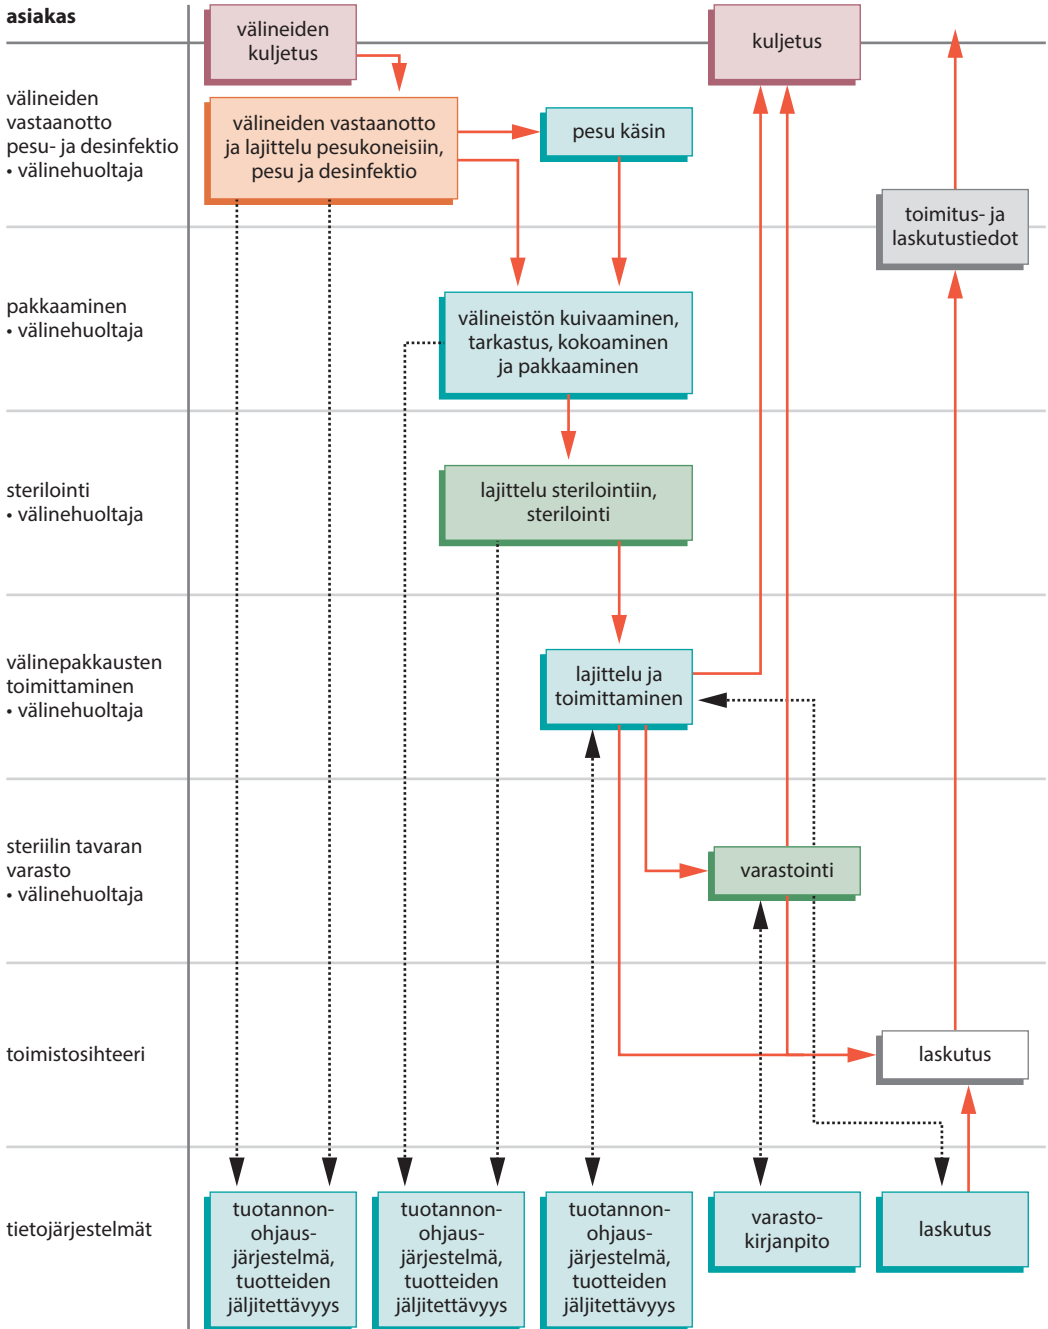 asiakas
välineiden
kuljetus
kuljetus
välineiden
vastaanotto
pesu- ja desinfektio
• välinehuoltaja
välineiden vastaanotto
ja lajittelu pesukoneisiin,
pesu ja desinfektio
pesu käsin
toimitus- ja
laskutustiedot
pakkaaminen
• välinehuoltaja
välineistön kuivaaminen,
tarkastus, kokoaminen
ja pakkaaminen
sterilointi
• välinehuoltaja
lajittelu sterilointiin,
sterilointi
välinepakkausten
toimittaminen
• välinehuoltaja
lajittelu ja
toimittaminen
steriilin tavaran
varasto
• välinehuoltaja
varastointi
toimistosihteeri
laskutus
tietojärjestelmät
tuotannon-
ohjaus-
järjestelmä,
tuotteiden
jäljitettävyys
tuotannon-
ohjaus-
järjestelmä,
tuotteiden
jäljitettävyys
tuotannon-
ohjaus-
järjestelmä,
tuotteiden
jäljitettävyys
varasto-
kirjanpito
laskutus